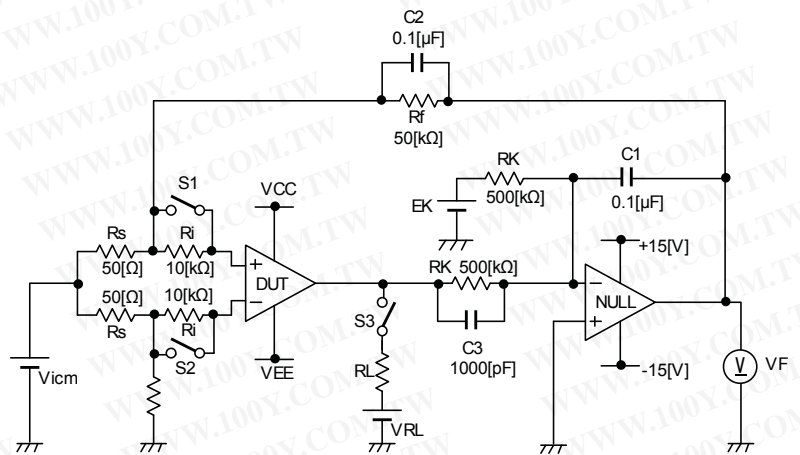 C2
0.1[μF]
Rf
50[kΩ]
S1
VCC
RK
500[kΩ]
C1
0.1[μF]
EK
+15[V]
Rs
50[Ω]
Ri
10[kΩ]
+
DUT
−
RK 500[kΩ]
−
NULL
+
50[Ω]
Rs
10[kΩ]
Ri
S3
C3
1000[pF]
Vicm
S2
VEE
RL
-15[V]
V
VF
VRL
WWW.100Y.COM.TW